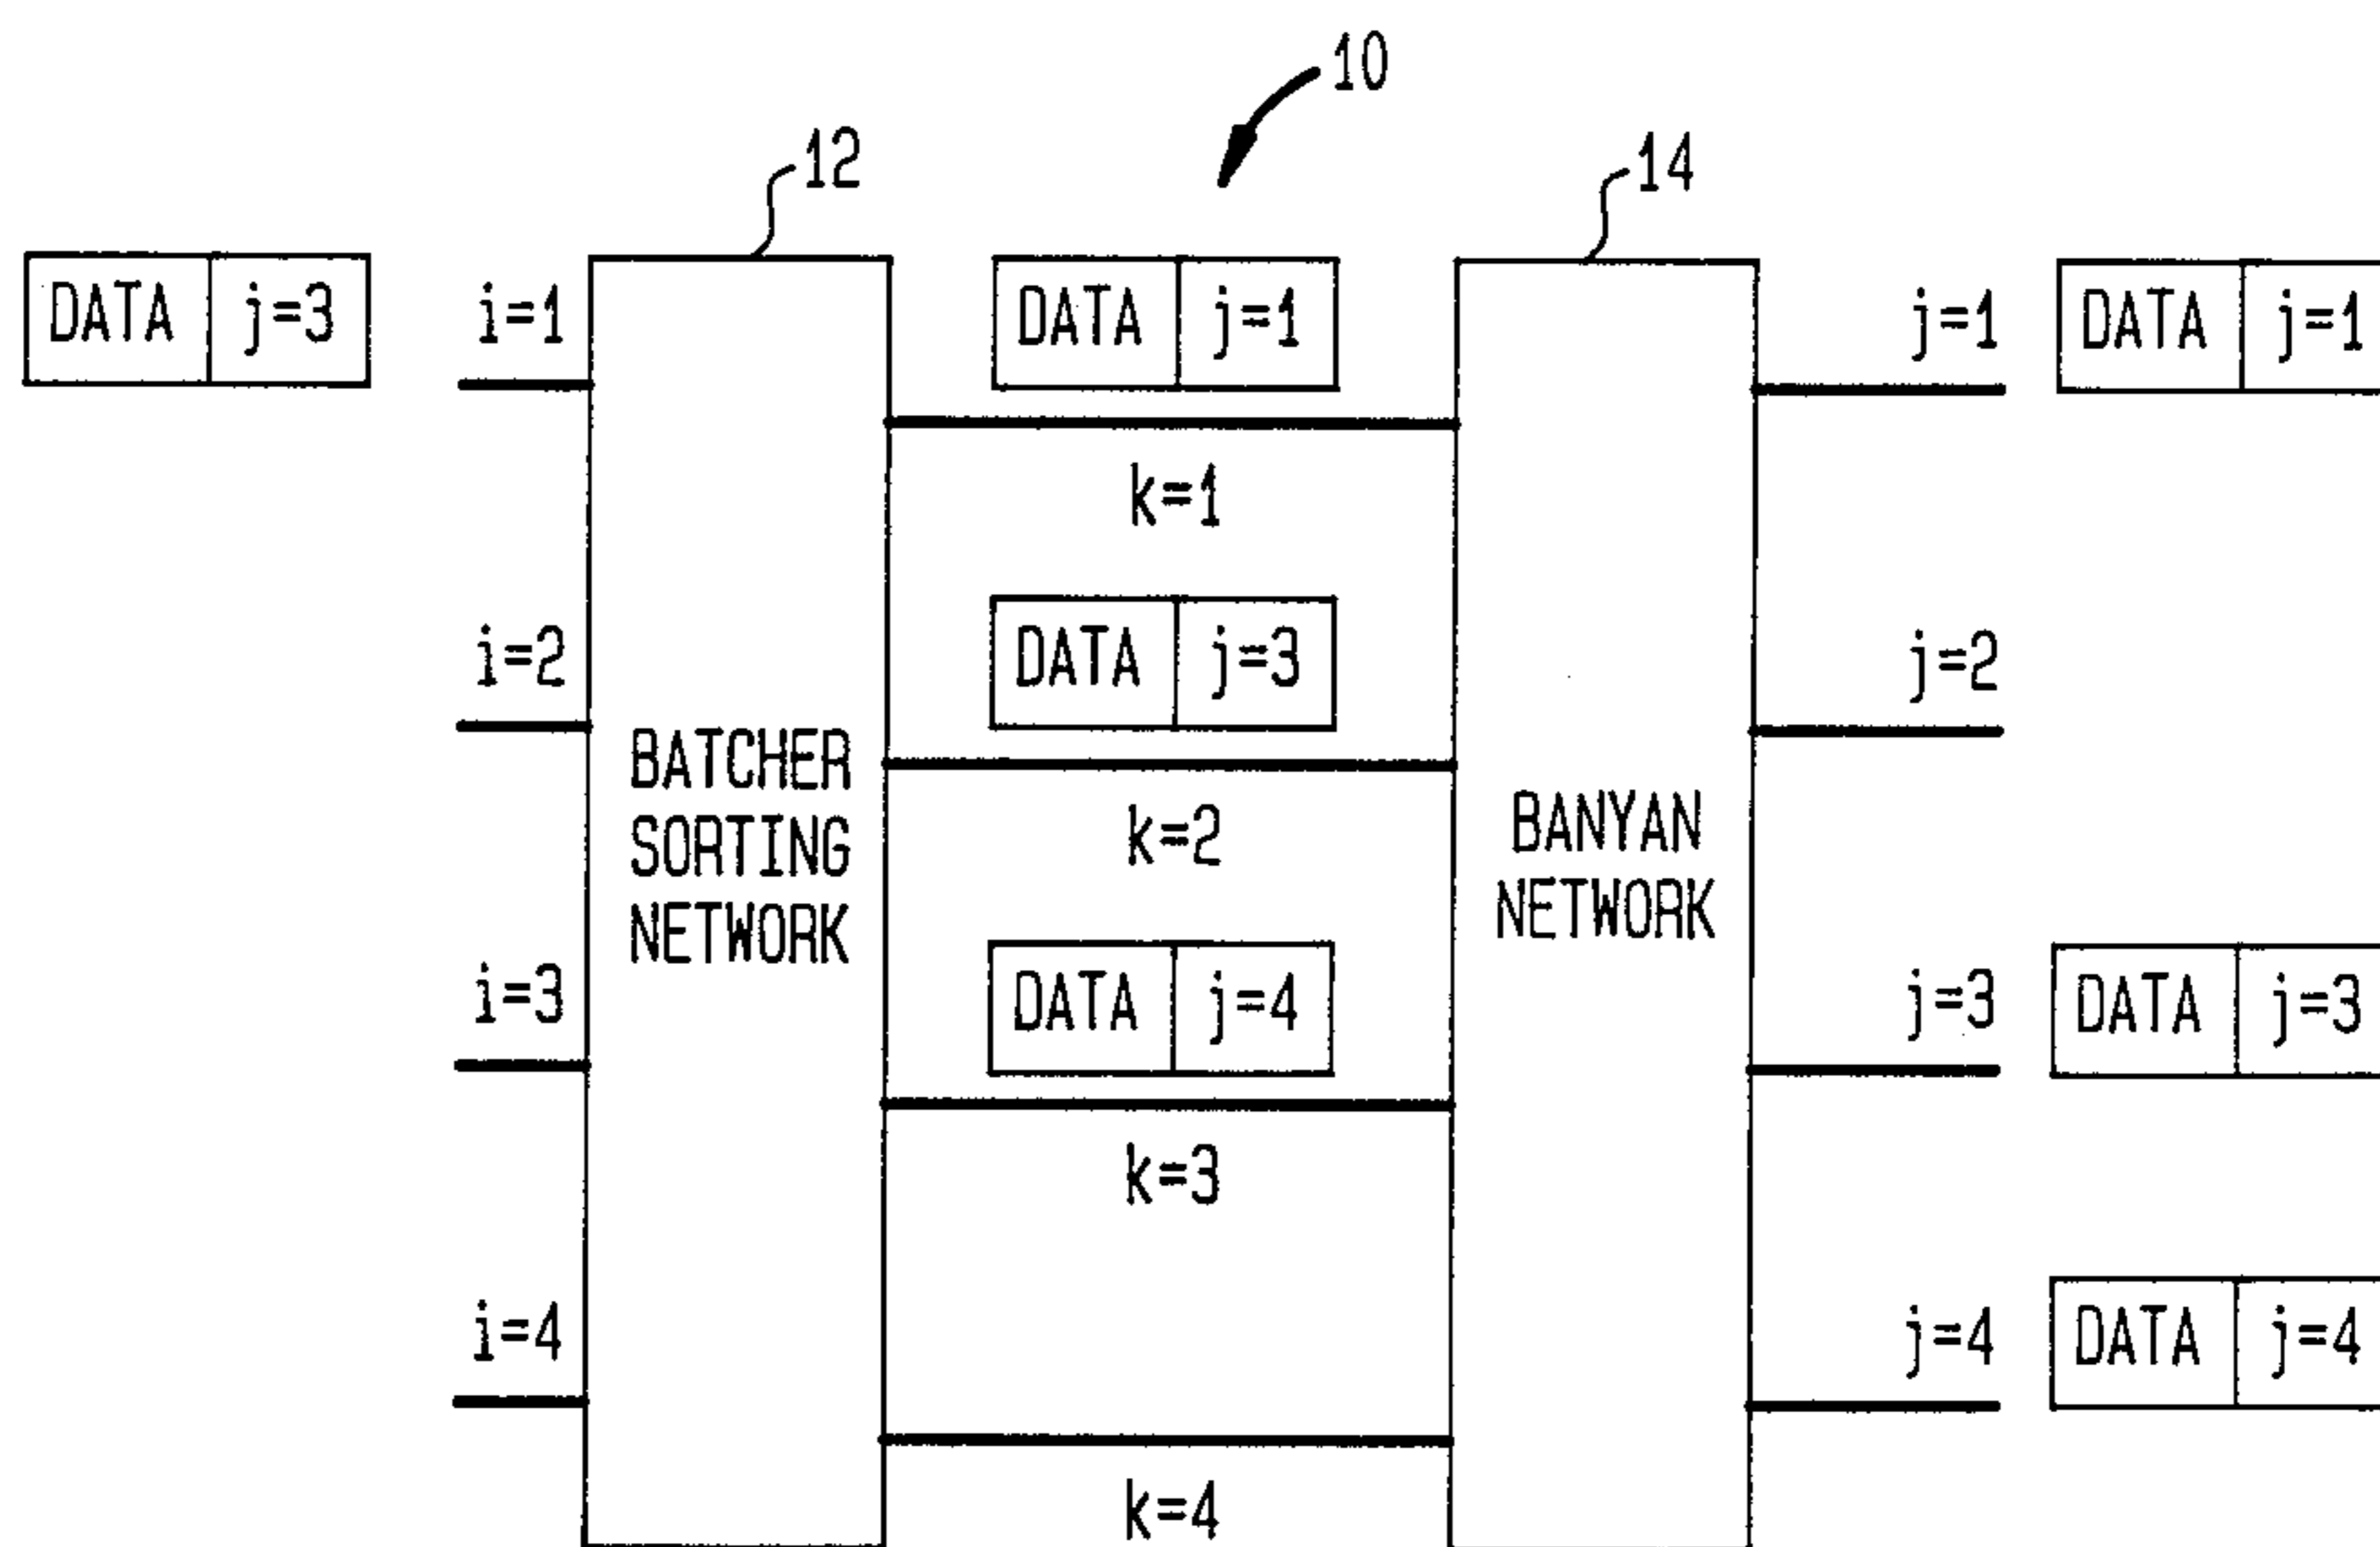 10
12
14
DATA j=3
i=1
DATA j=1
j=1
DATA j=1
k=1
i=2
DATA j=3
j=2
BATCHER
SORTING
NETWORK
k=2
BANYAN
NETWORK
i=3
DATA j=4
j=3
DATA j=3
k=3
i=4
j=4
DATA j=4
k=4